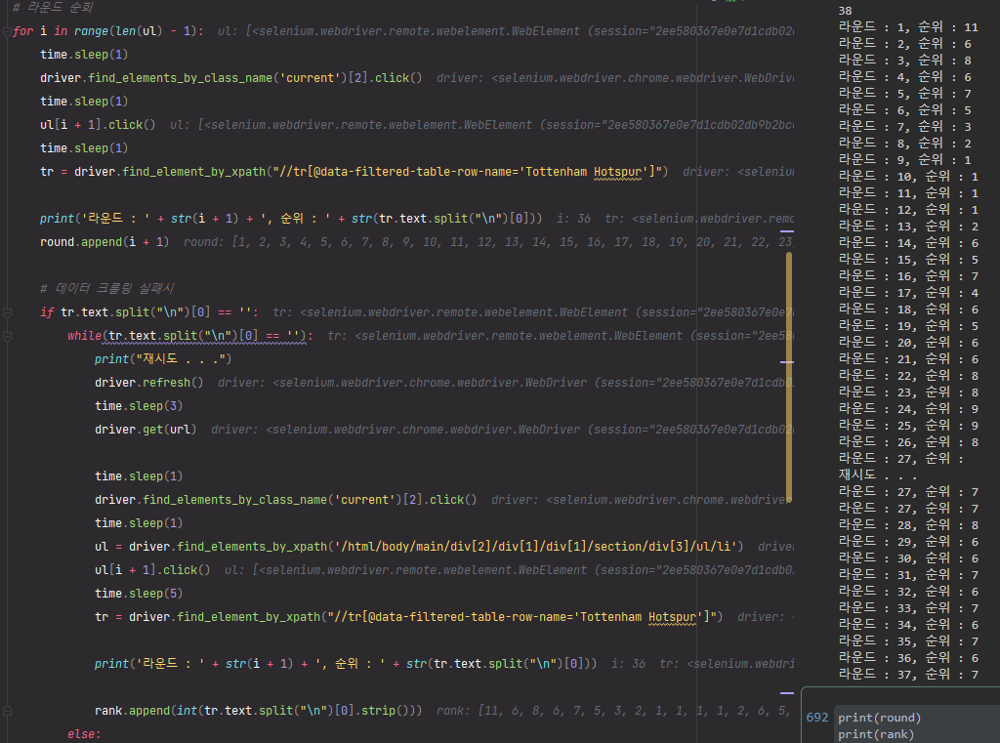 # 라운드 순회
for i in range(len(ul) - 1):  ul: [<selenium.webdriver.remote.webelement.WebElement (session="2ee580367e0e7d1cdb02
time.sleep(1)
driver.find_elements_by_class_name('current')[2].click()  driver: <selenium.webdriver.chrome.webdriver.WebDrive
time.sleep(1)
ul[i + 1].click()  ul: [<selenium.webdriver.remote.webelement.WebElement (session="2ee580367e0e7d1cdb02db9b2bc
time.sleep(1)
tr = driver.find_element_by_xpath("//tr[@data-filtered-table-row-name='Tottenham Hotspur']")  driver: <seleniu
print('라운드 : ' + str(i + 1) + ', 순위 : ' + str(tr.text.split("\n")[0]))  i: 36  tr: <selenium.webdriver.remo
round.append(i + 1)  round: [1, 2, 3, 4, 5, 6, 7, 8, 9, 10, 11, 12, 13, 14, 15, 16, 17, 18, 19, 20, 21, 22, 23
# 데이터 크롤링 실패시
if tr.text.split("\n")[0] == '':  tr: <selenium.webdriver.remote.webelement.WebElement (session="2ee580367e0e7
while(tr.text.split("\n")[0] == ''):  tr: <selenium.webdriver.remote.webelement.WebElement (session="2ee58
print("재시도 . . .")
driver.refresh()  driver: <selenium.webdriver.chrome.webdriver.WebDriver (session="2ee580367e0e7d1cdb02
time.sleep(3)
driver.get(url)  driver: <selenium.webdriver.chrome.webdriver.WebDriver (session="2ee580367e0e7d1cdb02
time.sleep(1)
driver.find_elements_by_class_name('current')[2].click()  driver: <selenium.webdriver.chrome.webdriver.
time.sleep(1)
ul = driver.find_elements_by_xpath('/html/body/main/div[2]/div[1]/div[1]/section/div[3]/ul/li')  drive
ul[i + 1].click()  ul: [<selenium.webdriver.remote.webelement.WebElement (session="2ee580367e0e7d1cdb0
time.sleep(5)
tr = driver.find_element_by_xpath("//tr[@data-filtered-table-row-name='Tottenham Hotspur']")  driver: <
print('라운드 : ' + str(i + 1) + ', 순위 : ' + str(tr.text.split("\n")[0]))  i: 36  tr: <selenium.webdri
rank.append(int(tr.text.split("\n")[0].strip()))  rank: [11, 6, 8, 6, 7, 5, 3, 2, 1, 1, 1, 1, 2, 6, 5,
else:
38
라운드 : 1, 순위 : 11
라운드 : 2, 순위 : 6
라운드 : 3, 순위 : 8
라운드 : 4, 순위 : 6
라운드 : 5, 순위 : 7
라운드 : 6, 순위 : 5
라운드 : 7, 순위 : 3
라운드 : 8, 순위 : 2
라운드 : 9, 순위 : 1
라운드 : 10, 순위 : 1
라운드 : 11, 순위 : 1
라운드 : 12, 순위 : 1
라운드 : 13, 순위 : 2
라운드 : 14, 순위 : 6
라운드 : 15, 순위 : 5
라운드 : 16, 순위 : 7
라운드 : 17, 순위 : 4
라운드 : 18, 순위 : 6
라운드 : 19, 순위 : 5
라운드 : 20, 순위 : 6
라운드 : 21, 순위 : 6
라운드 : 22, 순위 : 8
라운드 : 23, 순위 : 8
라운드 : 24, 순위 : 9
라운드 : 25, 순위 : 9
라운드 : 26, 순위 : 8
라운드 : 27, 순위 :
재시도 . . .
라운드 : 27, 순위 : 7
라운드 : 27, 순위 : 7
라운드 : 28, 순위 : 8
라운드 : 29, 순위 : 6
라운드 : 30, 순위 : 6
라운드 : 31, 순위 : 7
라운드 : 32, 순위 : 6
라운드 : 33, 순위 : 7
라운드 : 34, 순위 : 6
라운드 : 35, 순위 : 7
라운드 : 36, 순위 : 6
라운드 : 37, 순위 : 7
692 print(round)
print(rank)